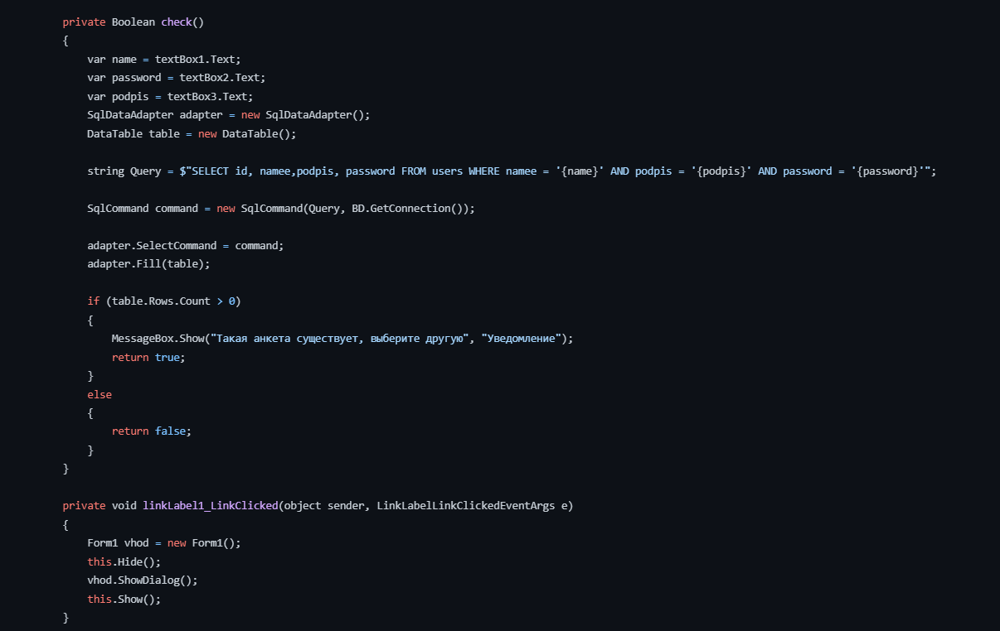 private Boolean check()
{
var name = textBox1.Text;
var password = textBox2.Text;
var podpis = textBox3.Text;
SqlDataAdapter adapter = new SqlDataAdapter();
DataTable table = new DataTable();
string Query = $"SELECT id, namee,podpis, password FROM users WHERE namee = '{name}' AND podpis = '{podpis}' AND password = '{password}'";
SqlCommand command = new SqlCommand(Query, BD.GetConnection());
adapter.SelectCommand = command;
adapter.Fill(table);
if (table.Rows.Count > 0)
{
MessageBox.Show("Такая анкета существует, выберите другую", "Уведомление");
return true;
}
else
{
return false;
}
}
private void linkLabel1_LinkClicked(object sender, LinkLabelLinkClickedEventArgs e)
{
Form1 vhod = new Form1();
this.Hide();
vhod.ShowDialog();
this.Show();
}